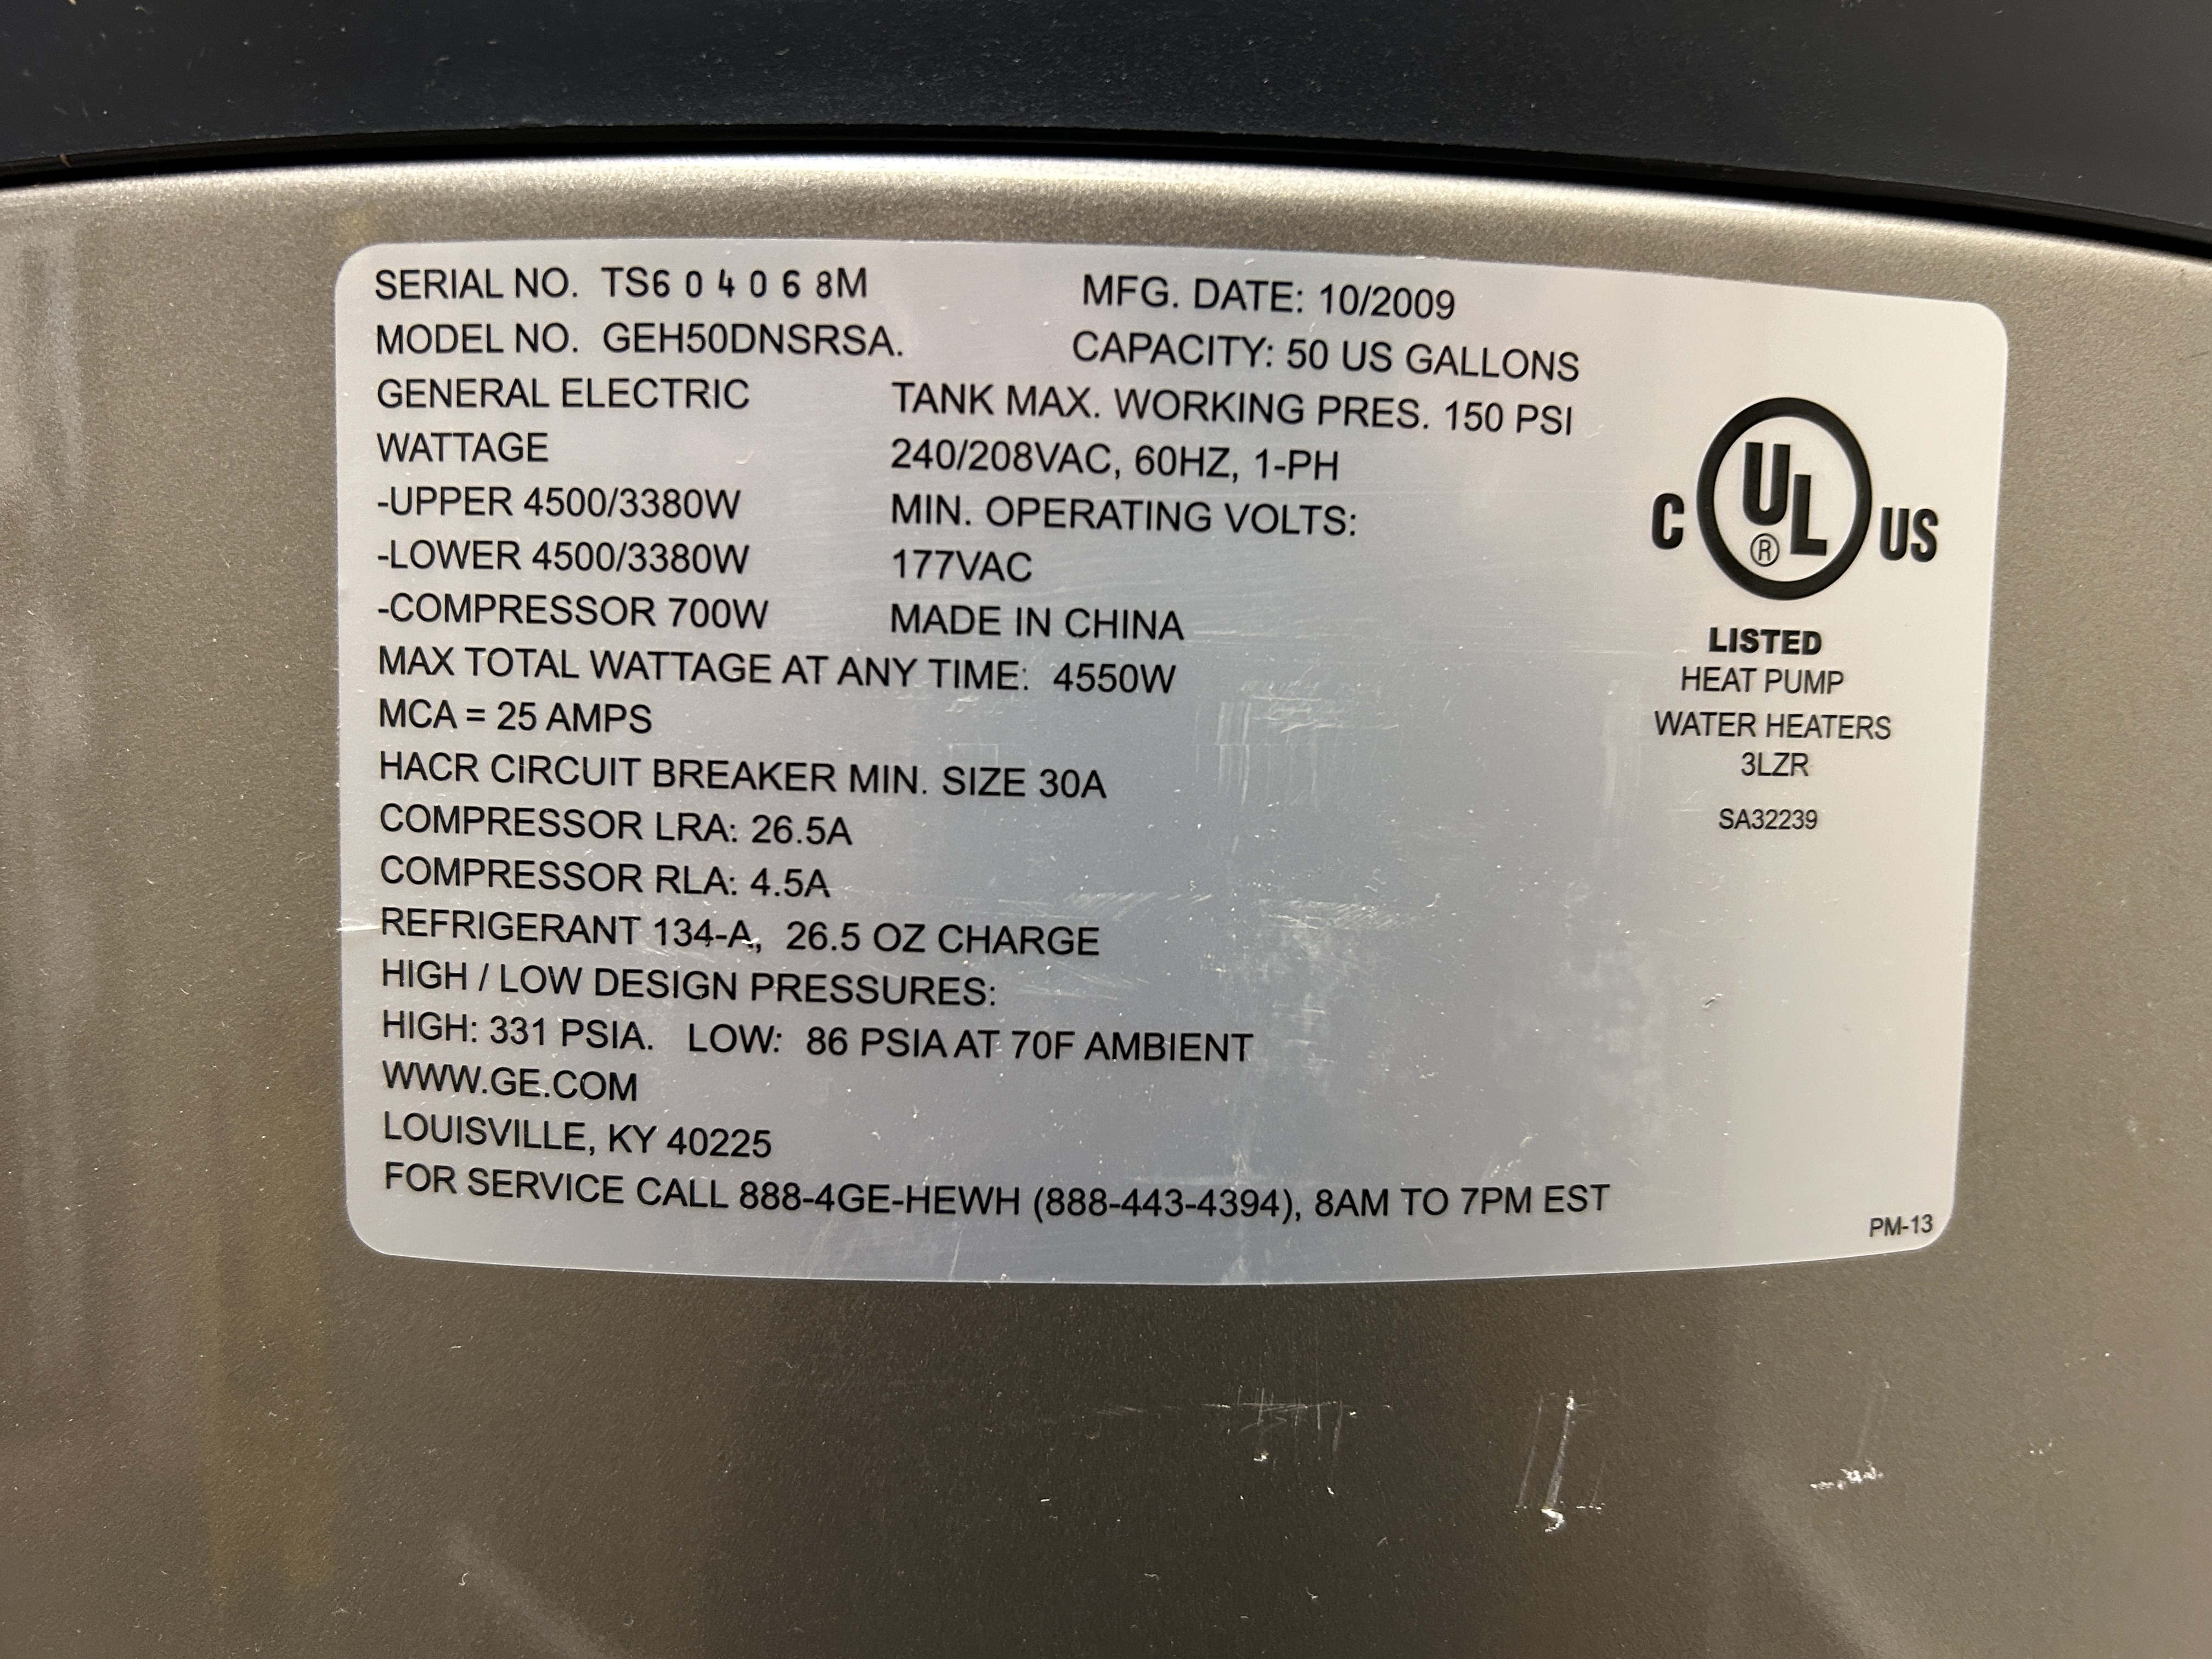 SERIAL NO. TS6 0 4 0 6 8M MFG. DATE: 10/2009
MODEL NO. GEH50DNSRSA. CAPACITY: 50 US GALLONS
GENERAL ELECTRIC TANK MAX. WORKING PRES. 150 PSI
WATTAGE 240/208VAC, 60HZ, 1-PH
-UPPER 4500/3380W MIN. OPERATING VOLTS:
-LOWER 4500/3380W 177VAC
-COMPRESSOR 700W MADE IN CHINA
MAX TOTAL WATTAGE AT ANY TIME: 4550W
MCA = 25 AMPS
HACR CIRCUIT BREAKER MIN. SIZE 30A
COMPRESSOR LRA: 26.5A
COMPRESSOR RLA: 4.5A
REFRIGERANT 134-A, 26.5 OZ CHARGE
HIGH / LOW DESIGN PRESSURES:
HIGH: 331 PSIA. LOW: 86 PSIA AT 70F AMBIENT
WWW.GE.COM
LOUISVILLE, KY 40225
FOR SERVICE CALL 888-4GE-HEWH (888-443-4394), 8AM TO 7PM EST
C UL ® US
LISTED
HEAT PUMP
WATER HEATERS
3LZR
SA32239
PM-13